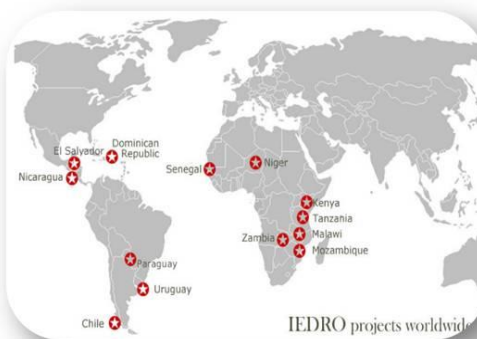 El Salvador
Dominican
Republic
Nicaragua
Senegal
Niger
Kenya
Tanzania
Zambia
Malawi
Mozambique
Paraguay
Uruguay
Chile
IEDRO projects worldwide